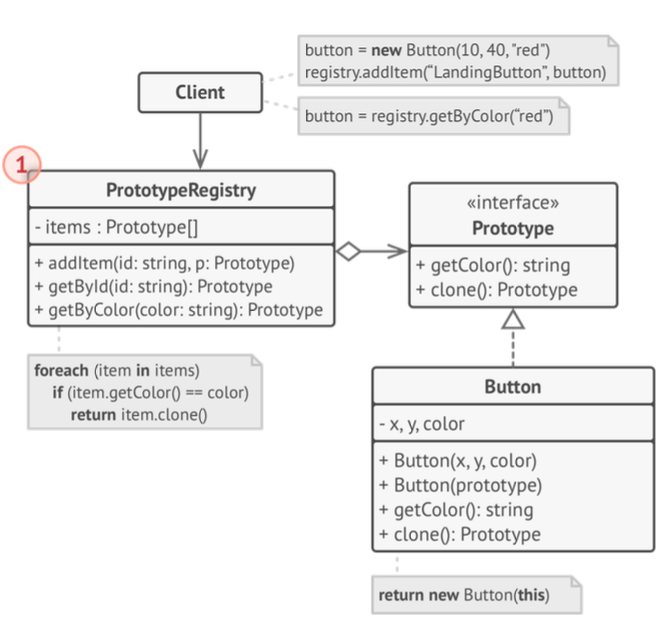 button = new Button(10, 40, "red")
registry.addItem(“LandingButton”, button)
Client
button = registry.getByColor(“red”)
1
PrototypeRegistry
- items : Prototype[]
+ addItem(id: string, p: Prototype)
+ getById(id: string): Prototype
+ getByColor(color: string): Prototype
«interface»
Prototype
+ getColor(): string
+ clone(): Prototype
foreach (item in items)
if (item.getColor() == color)
return item.clone()
Button
- x, y, color
+ Button(x, y, color)
+ Button(prototype)
+ getColor(): string
+ clone(): Prototype
return new Button(this)